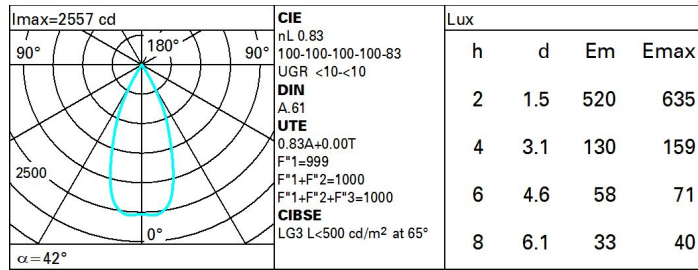 Imax=2557 cd
90° 180° 90°
2500
0°
α=42°
CIE
nL 0.83
100-100-100-100-83
UGR <10-<10
DIN
A.61
UTE
0.83A+0.00T
F"1=999
F"1+F"2=1000
F"1+F"2+F"3=1000
CIBSE
LG3 L<500 cd/m² at 65°
Lux
h d Em Emax
2 1.5 520 635
4 3.1 130 159
6 4.6 58 71
8 6.1 33 40